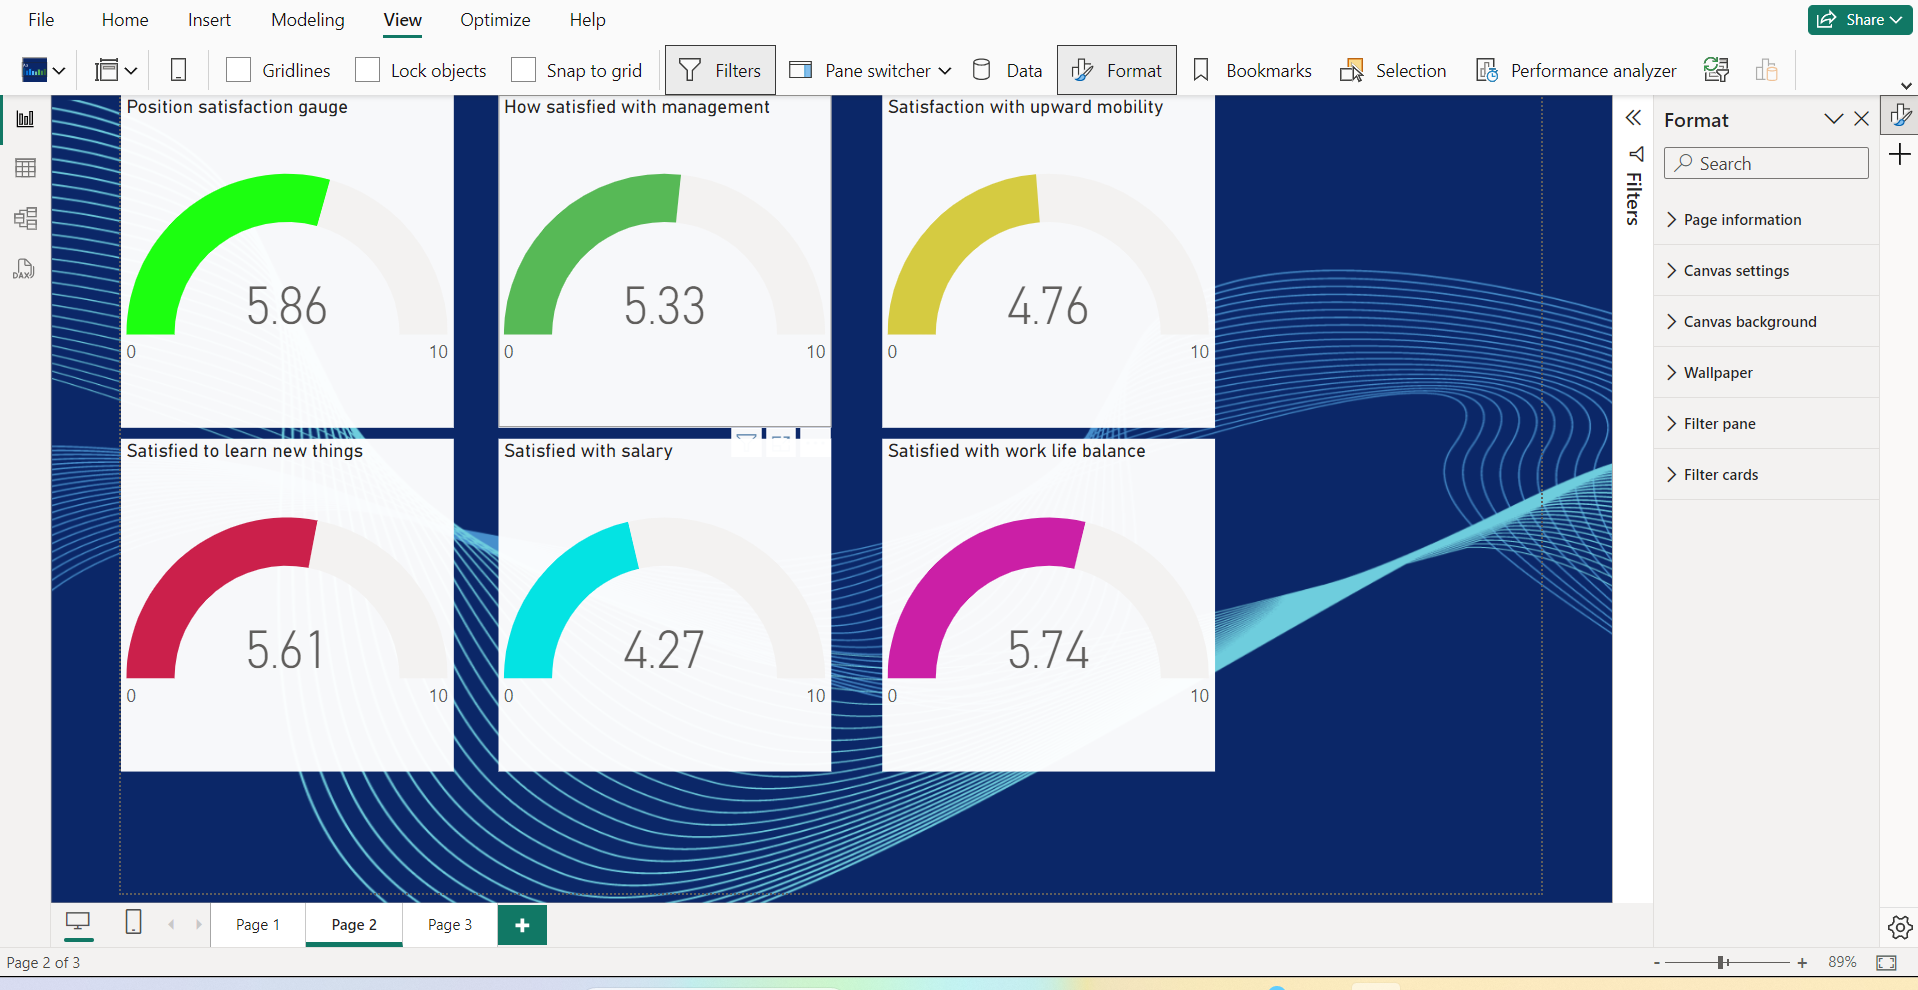 File Home Insert Modeling View Optimize Help Share
Gridlines Lock objects Snap to grid Filters Pane switcher Data Format Bookmarks Selection Performance analyzer
Position satisfaction gauge
5.86
0 10
How satisfied with management
5.33
0 10
Satisfaction with upward mobility
4.76
0 10
Satisfied to learn new things
5.61
0 10
Satisfied with salary
4.27
0 10
Satisfied with work life balance
5.74
0 10
DAX
Filters
Format
Search
Page information
Canvas settings
Canvas background
Wallpaper
Filter pane
Filter cards
Page 1 Page 2 Page 3
Page 2 of 3
- + 89%